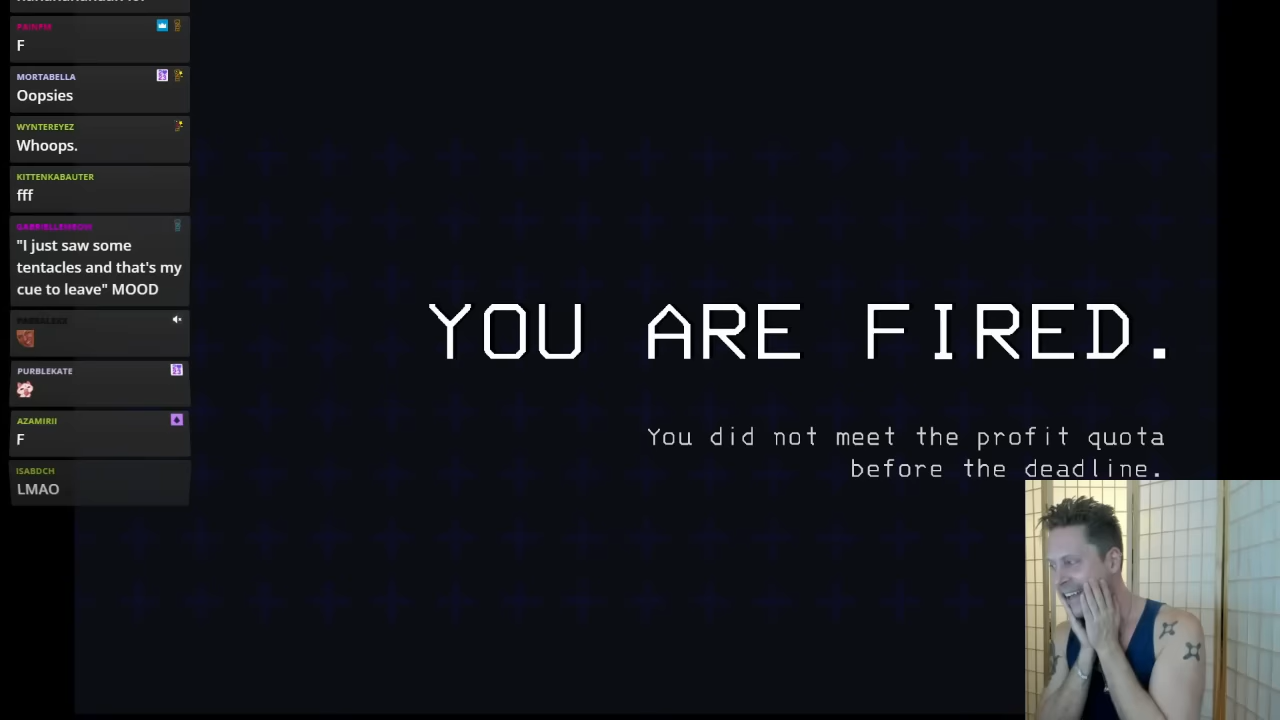 F
MORTABELLA
Oopsies
WYNTEREYEZ
Whoops.
KITTENKABAUTER
fff
"I just saw some
tentacles and that's my
cue to leave" MOOD
PURBLEKATE
AZAMIRII
F
ISABDCH
LMAO
YOU ARE FIRED.
You did not meet the profit quota
before the deadline.